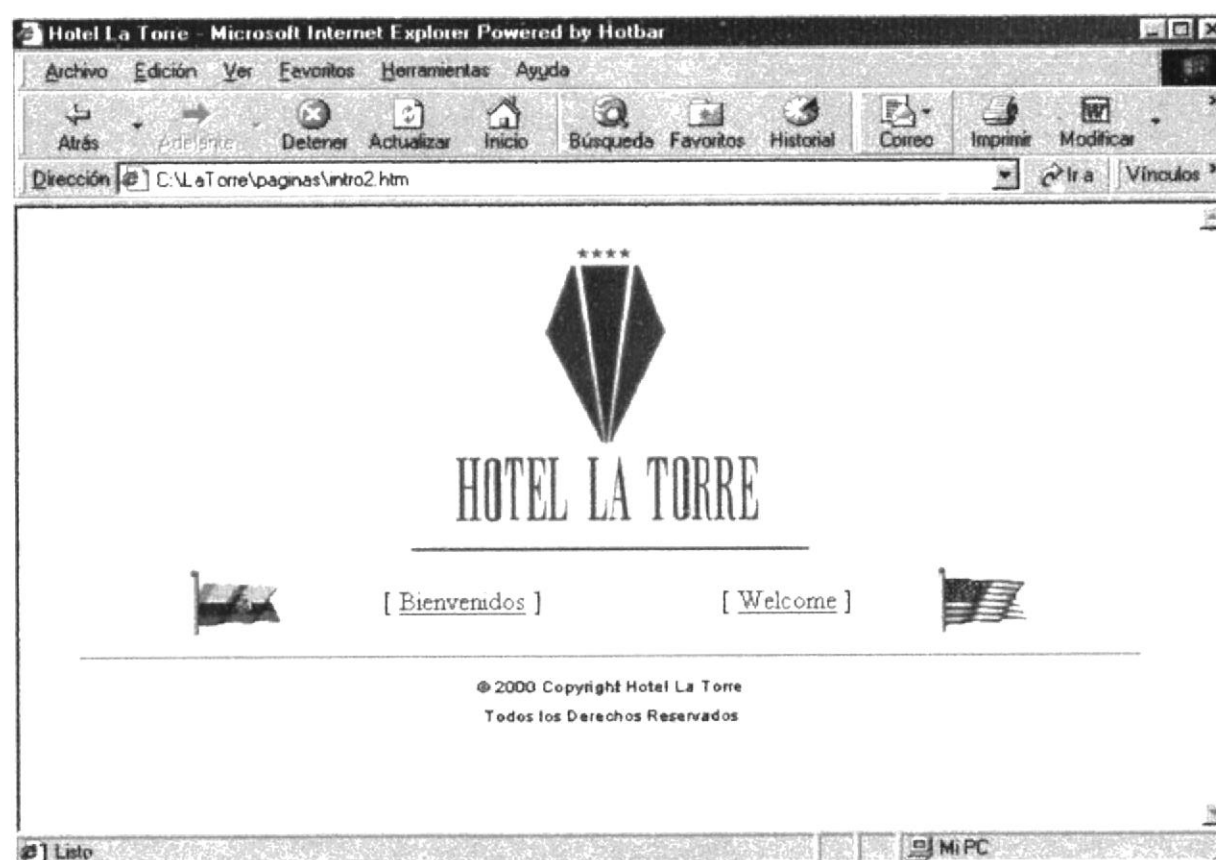 Hotel La Torre - Microsoft Internet Explorer Powered by Hotbar
Archivo Edición Ver Favoritos Herramientas Ayuda
Atrás Adelante Detener Actualizar Inicio Búsqueda Favoritos Historial Correo Imprimir Modificar
Dirección C:\LaTorre\paginas\intro2.htm Ir a Vínculos
HOTEL LA TORRE
[ Bienvenidos ] [ Welcome ]
© 2000 Copyright Hotel La Torre
Todos los Derechos Reservados
Listo Mi PC